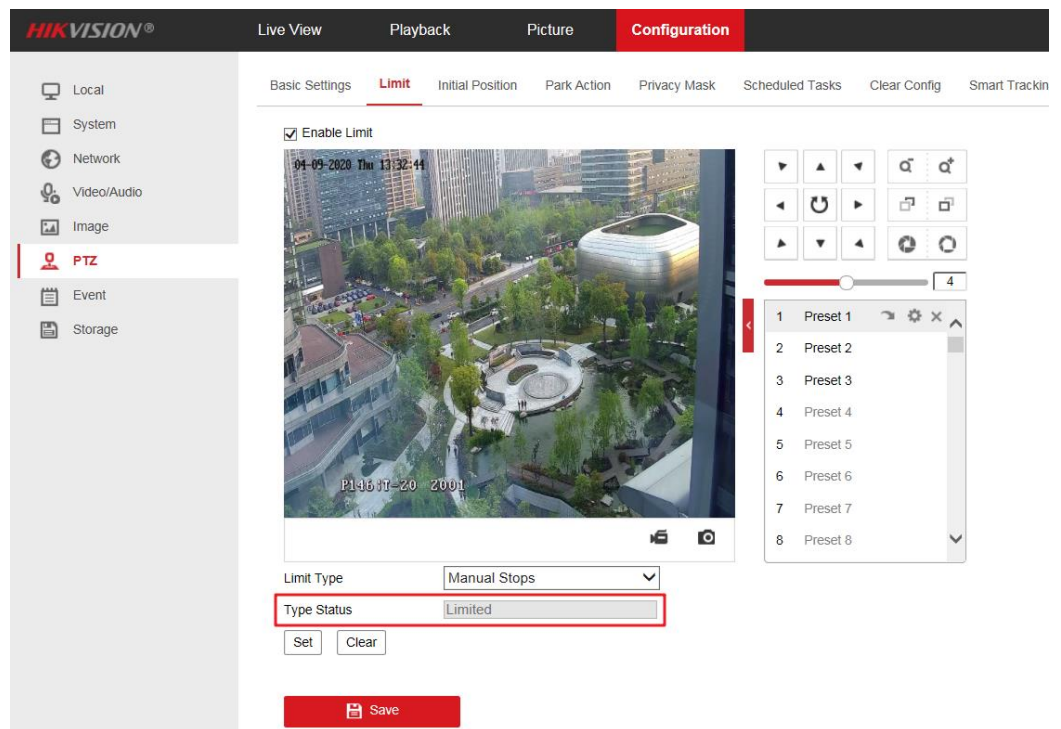 HIKVISION®
Live View Playback Picture Configuration
Local
System
Network
Video/Audio
Image
PTZ
Event
Storage
Basic Settings Limit Initial Position Park Action Privacy Mask Scheduled Tasks Clear Config Smart Trackin
Enable Limit
04-09-2020 Thu 13:32:44
2001
4
1 Preset 1
2 Preset 2
3 Preset 3
4 Preset 4
5 Preset 5
6 Preset 6
7 Preset 7
8 Preset 8
Limit Type Manual Stops
Type Status Limited
Set Clear
Save